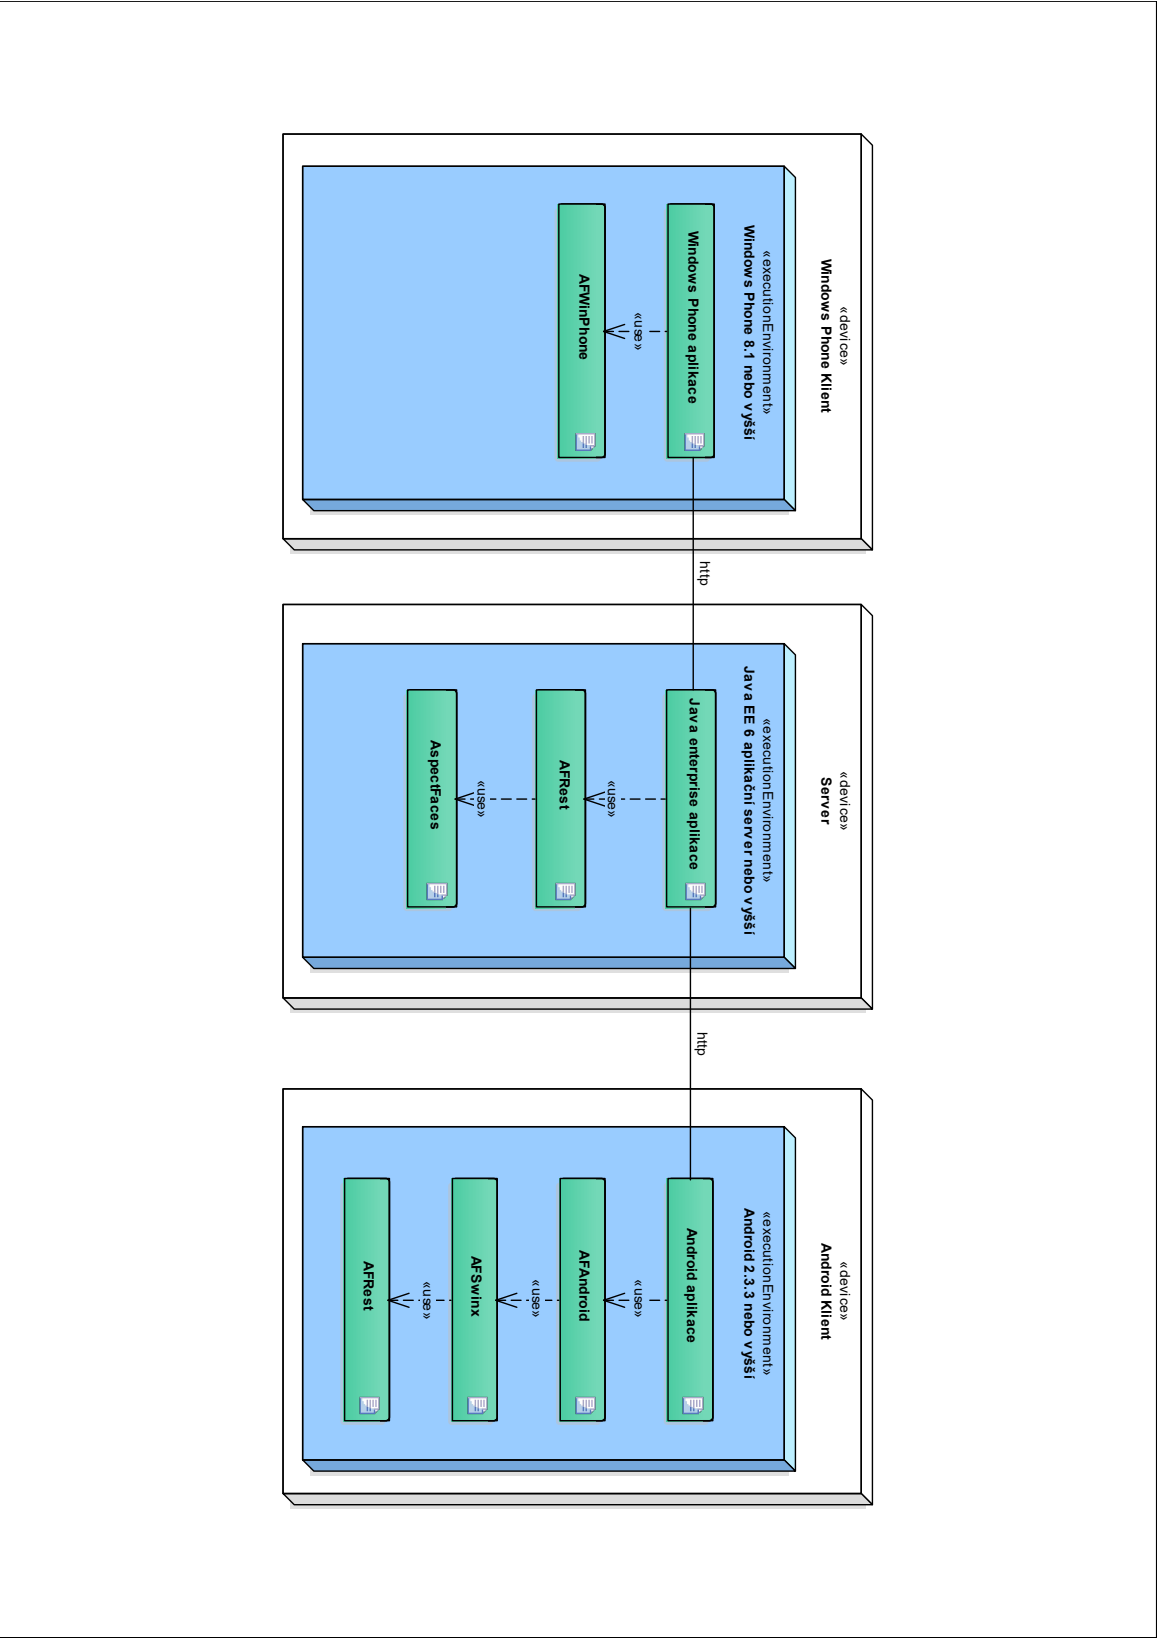 «device»
Windows Phone Klient
«executionEnvironment»
Windows Phone 8.1 nebo vyšší
Windows Phone aplikace
«use»
AFWinPhone
http
«device»
Server
«executionEnvironment»
Java EE 6 aplikační server nebo vyšší
Java enterprise aplikace
«use»
AFRest
«use»
AspectFaces
http
«device»
Android Klient
«executionEnvironment»
Android 2.3.3 nebo vyšší
Android aplikace
«use»
AFAndroid
«use»
AFSwinx
«use»
AFRest